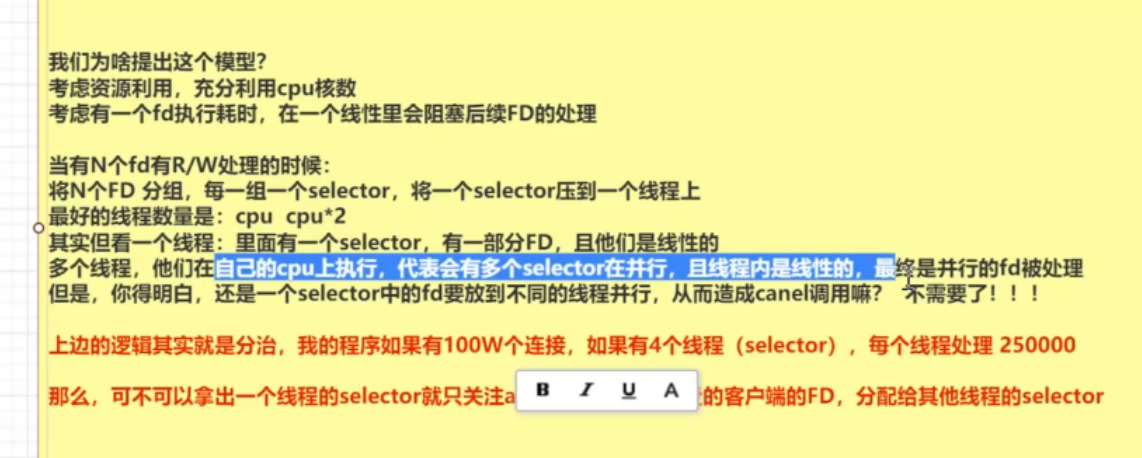 我们为啥提出这个模型？
考虑资源利用，充分利用cpu核数
考虑有一个fd执行耗时，在一个线性里会阻塞后续FD的处理
当有N个fd有R/W处理的时候：
将N个FD 分组，每一组一个selector，将一个selector压到一个线程上
最好的线程数量是：cpu cpu*2
其实但看一个线程：里面有一个selector，有一部分FD，且他们是线性的
多个线程，他们在自己的cpu上执行，代表会有多个selector在并行，且线程内是线性的，最终是并行的fd被处理
但是，你得明白，还是一个selector中的fd要放到不同的线程并行，从而造成canel调用嘛？ 不需要了！！！
上边的逻辑其实就是分治，我的程序如果有100W个连接，如果有4个线程（selector），每个线程处理 250000
那么，可不可以拿出一个线程的selector就只关注a
B I U A
的客户端的FD，分配给其他线程的selector